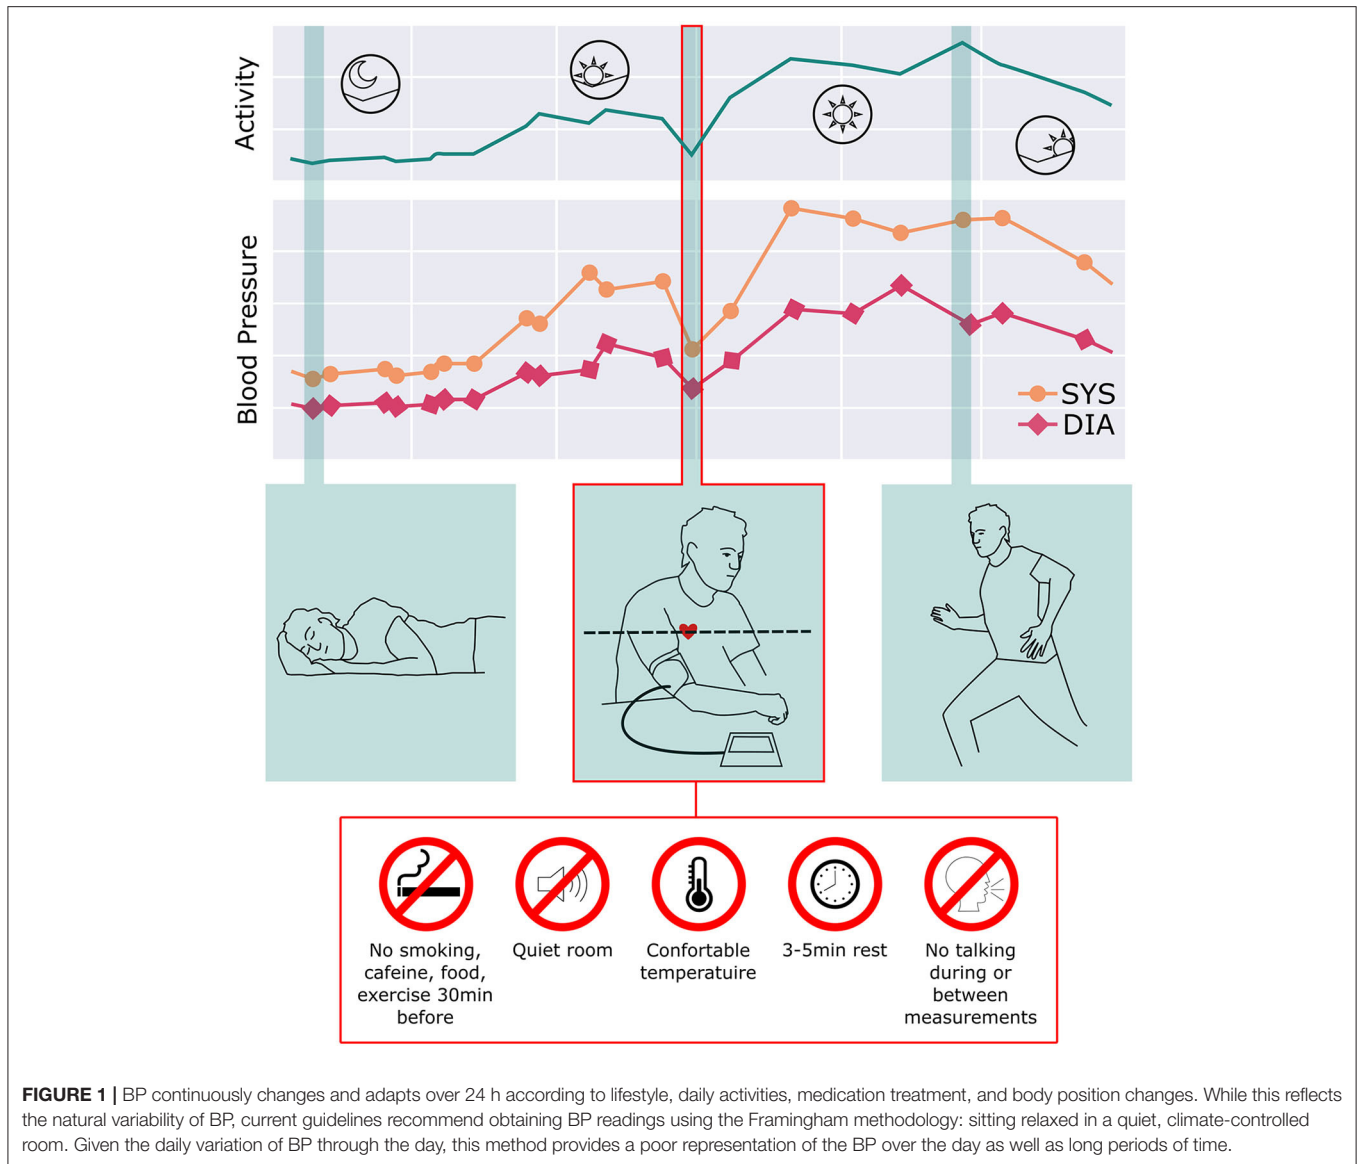 Activity
Blood Pressure
SYS
DIA
No smoking,
cafeine, food,
exercise 30min
before
Quiet room
Confortable
temperatuire
3-5min rest
No talking
during or
between
measurements
FIGURE 1 | BP continuously changes and adapts over 24 h according to lifestyle, daily activities, medication treatment, and body position changes. While this reflects
the natural variability of BP, current guidelines recommend obtaining BP readings using the Framingham methodology: sitting relaxed in a quiet, climate-controlled
room. Given the daily variation of BP through the day, this method provides a poor representation of the BP over the day as well as long periods of time.